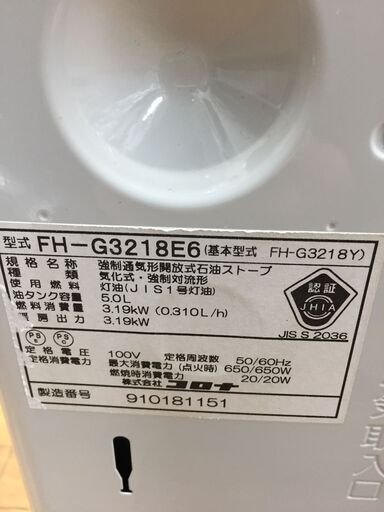 型式 FH-G3218E6 (基本型式 FH-G3218Y)
規格名称 強制通気形開放式石油ストーブ
種類 気化式・強制対流形
使用燃料 灯油(JIS1号灯油)
油タンク容量 5.0L
燃料消費量 3.19kW (0.310L/h)
暖房出力 3.19kW
認証
JHIA
JIS S 2036
PSC
PSE
定格電圧 100V 定格周波数 50/60Hz
定格消費電力 最大消費電力 (点火時) 650/650W
燃焼時消費電力 20/20W
株式会社 コロナ
製造番号 910181151
気取入口